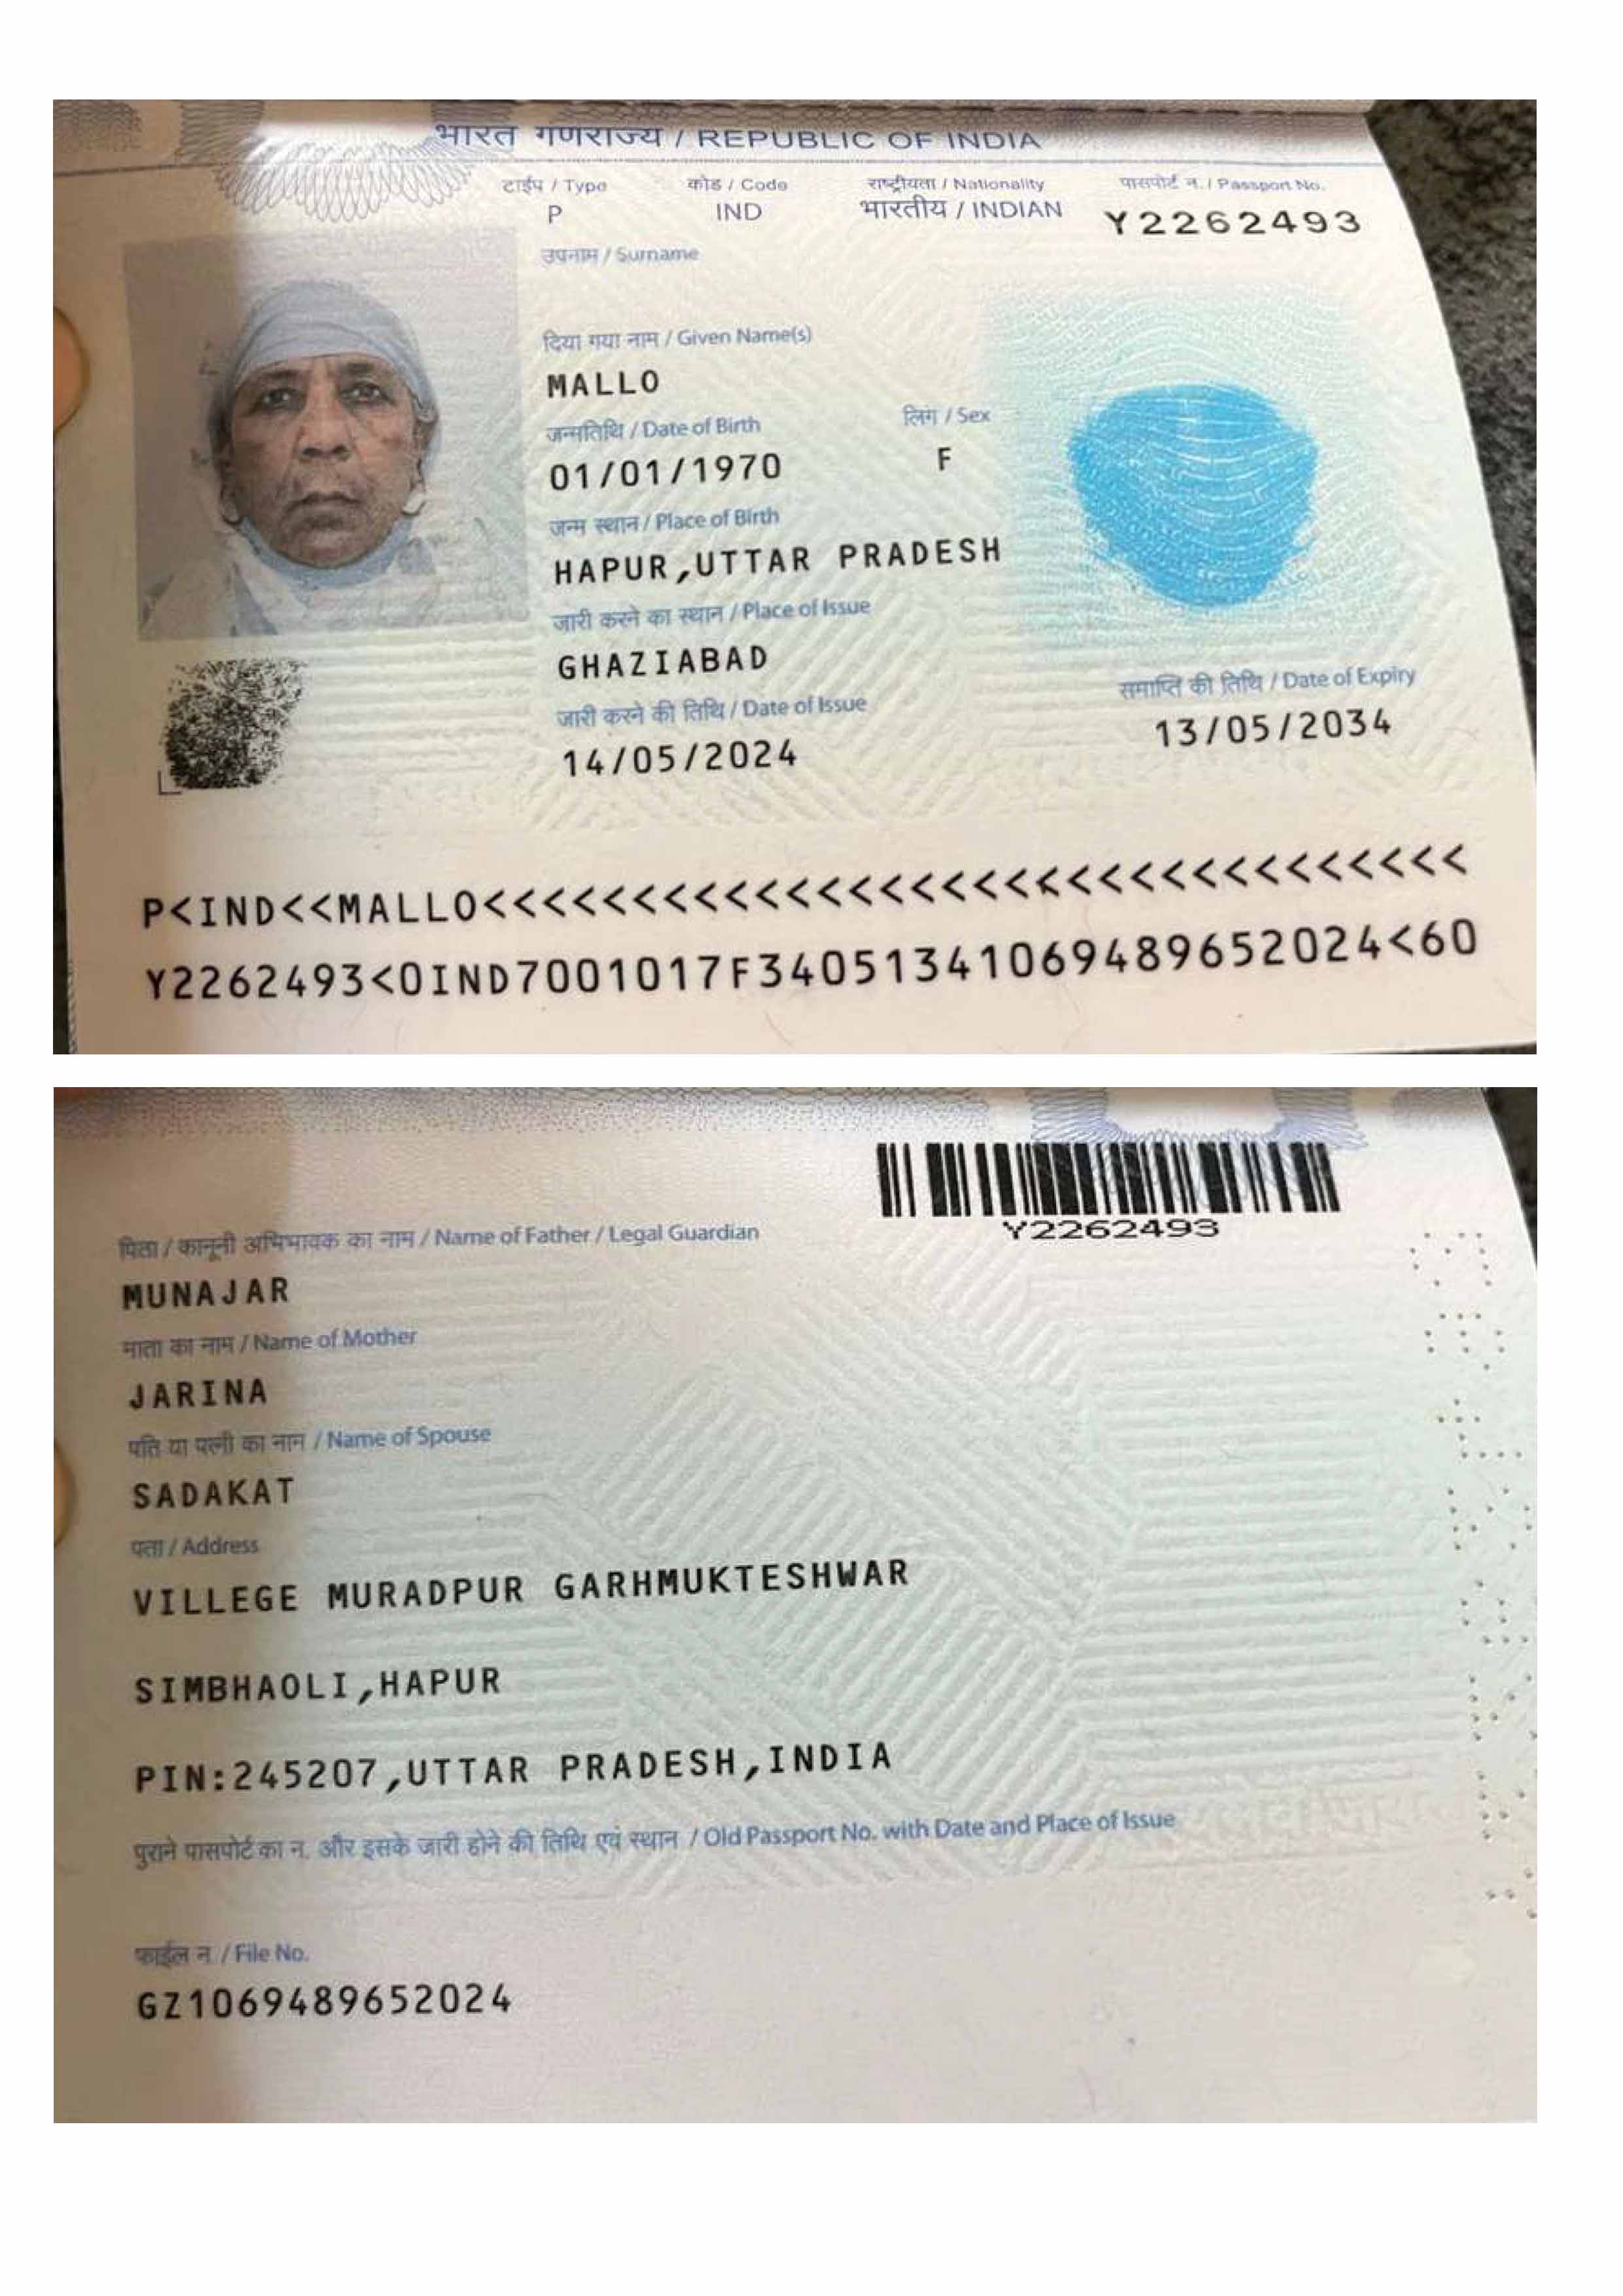 भारत गणराज्य / REPUBLIC OF INDIA
टाईप / Type कोड / Code राष्ट्रीयता / Nationality पासपोर्ट न. / Passport No.
P IND भारतीय / INDIAN Y2262493
उपनाम / Surname
दिया गया नाम / Given Name(s)
MALLO
जन्मतिथि / Date of Birth लिंग / Sex
01/01/1970 F
जन्म स्थान / Place of Birth
HAPUR,UTTAR PRADESH
जारी करने का स्थान / Place of Issue
GHAZIABAD
जारी करने की तिथि / Date of Issue समाप्ति की तिथि / Date of Expiry
14/05/2024 13/05/2034
P<IND<<MALLO<<<<<<<<<<<<<<<<<<<<<<<<<<<<<<<<
Y2262493<0IND7001017F34051341069489652024<60
Y2262493
पिता / कानूनी अभिभावक का नाम / Name of Father / Legal Guardian
MUNAJAR
माता का नाम / Name of Mother
JARINA
पति या पत्नी का नाम / Name of Spouse
SADAKAT
पता / Address
VILLEGE MURADPUR GARHMUKTESHWAR
SIMBHAOLI,HAPUR
PIN:245207,UTTAR PRADESH,INDIA
पुराने पासपोर्ट का न. और इसके जारी होने की तिथि एवं स्थान / Old Passport No. with Date and Place of Issue
फाईल न. / File No.
GZ1069489652024